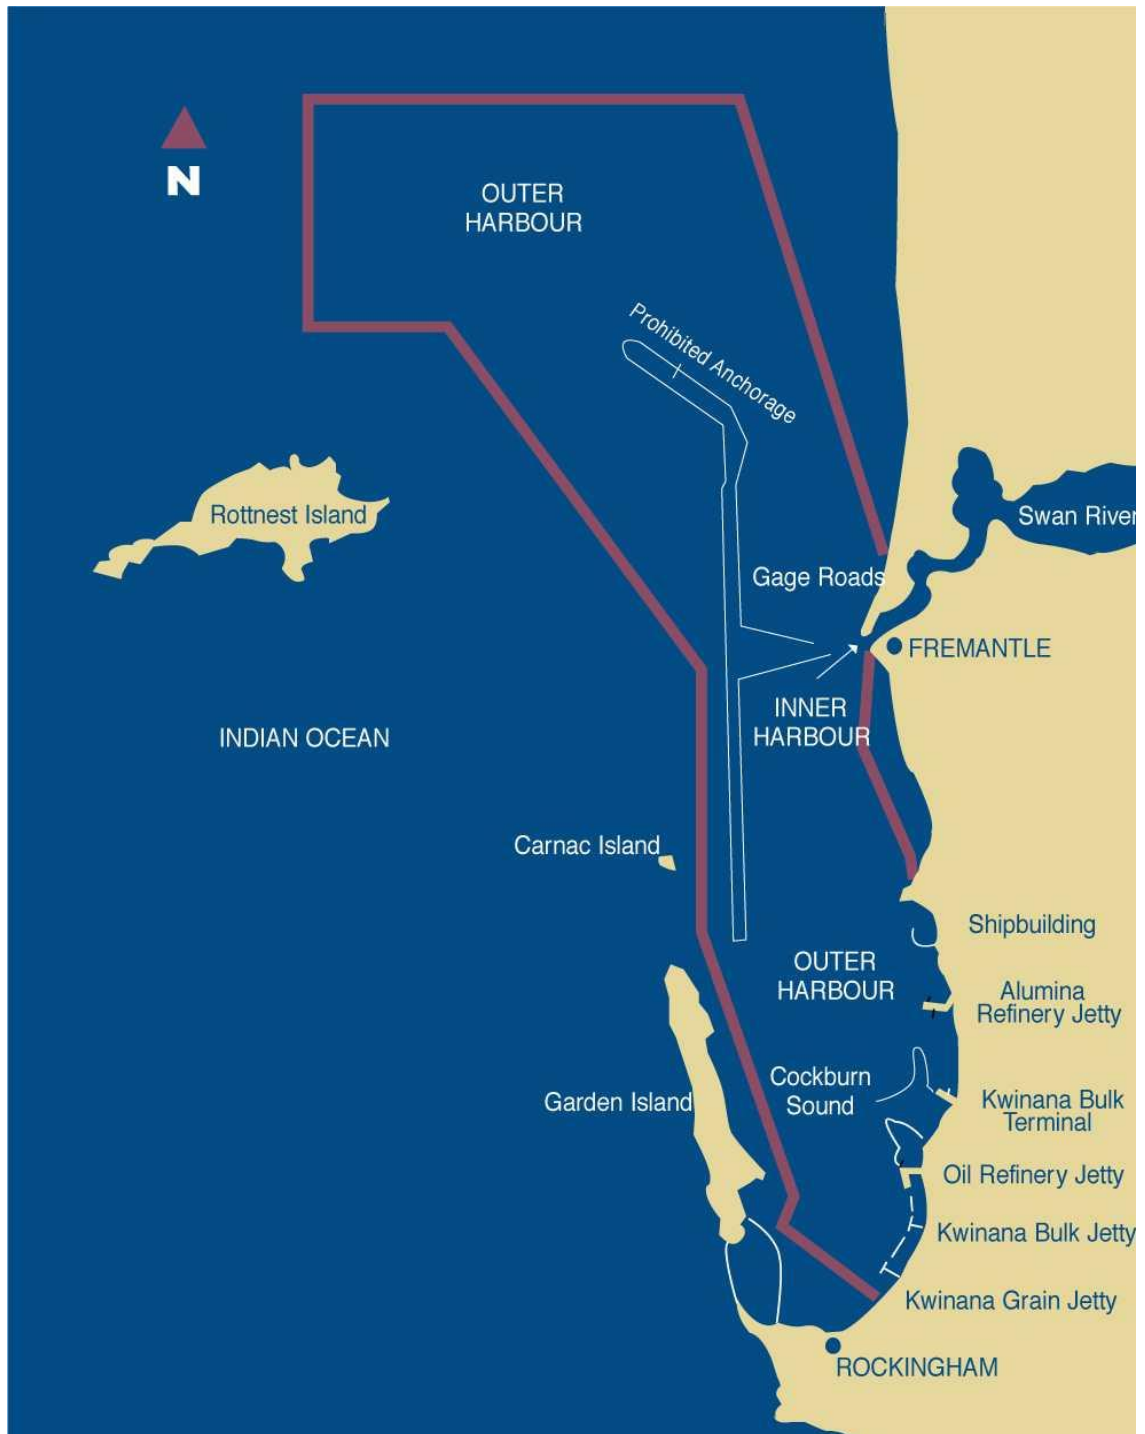 N
OUTER
HARBOUR
Prohibited Anchorage
Rottnest Island
Swan River
Gage Roads
FREMANTLE
INNER
HARBOUR
INDIAN OCEAN
Carnac Island
Shipbuilding
OUTER
HARBOUR
Alumina
Refinery Jetty
Cockburn
Sound
Garden Island
Kwinana Bulk
Terminal
Oil Refinery Jetty
Kwinana Bulk Jetty
Kwinana Grain Jetty
ROCKINGHAM